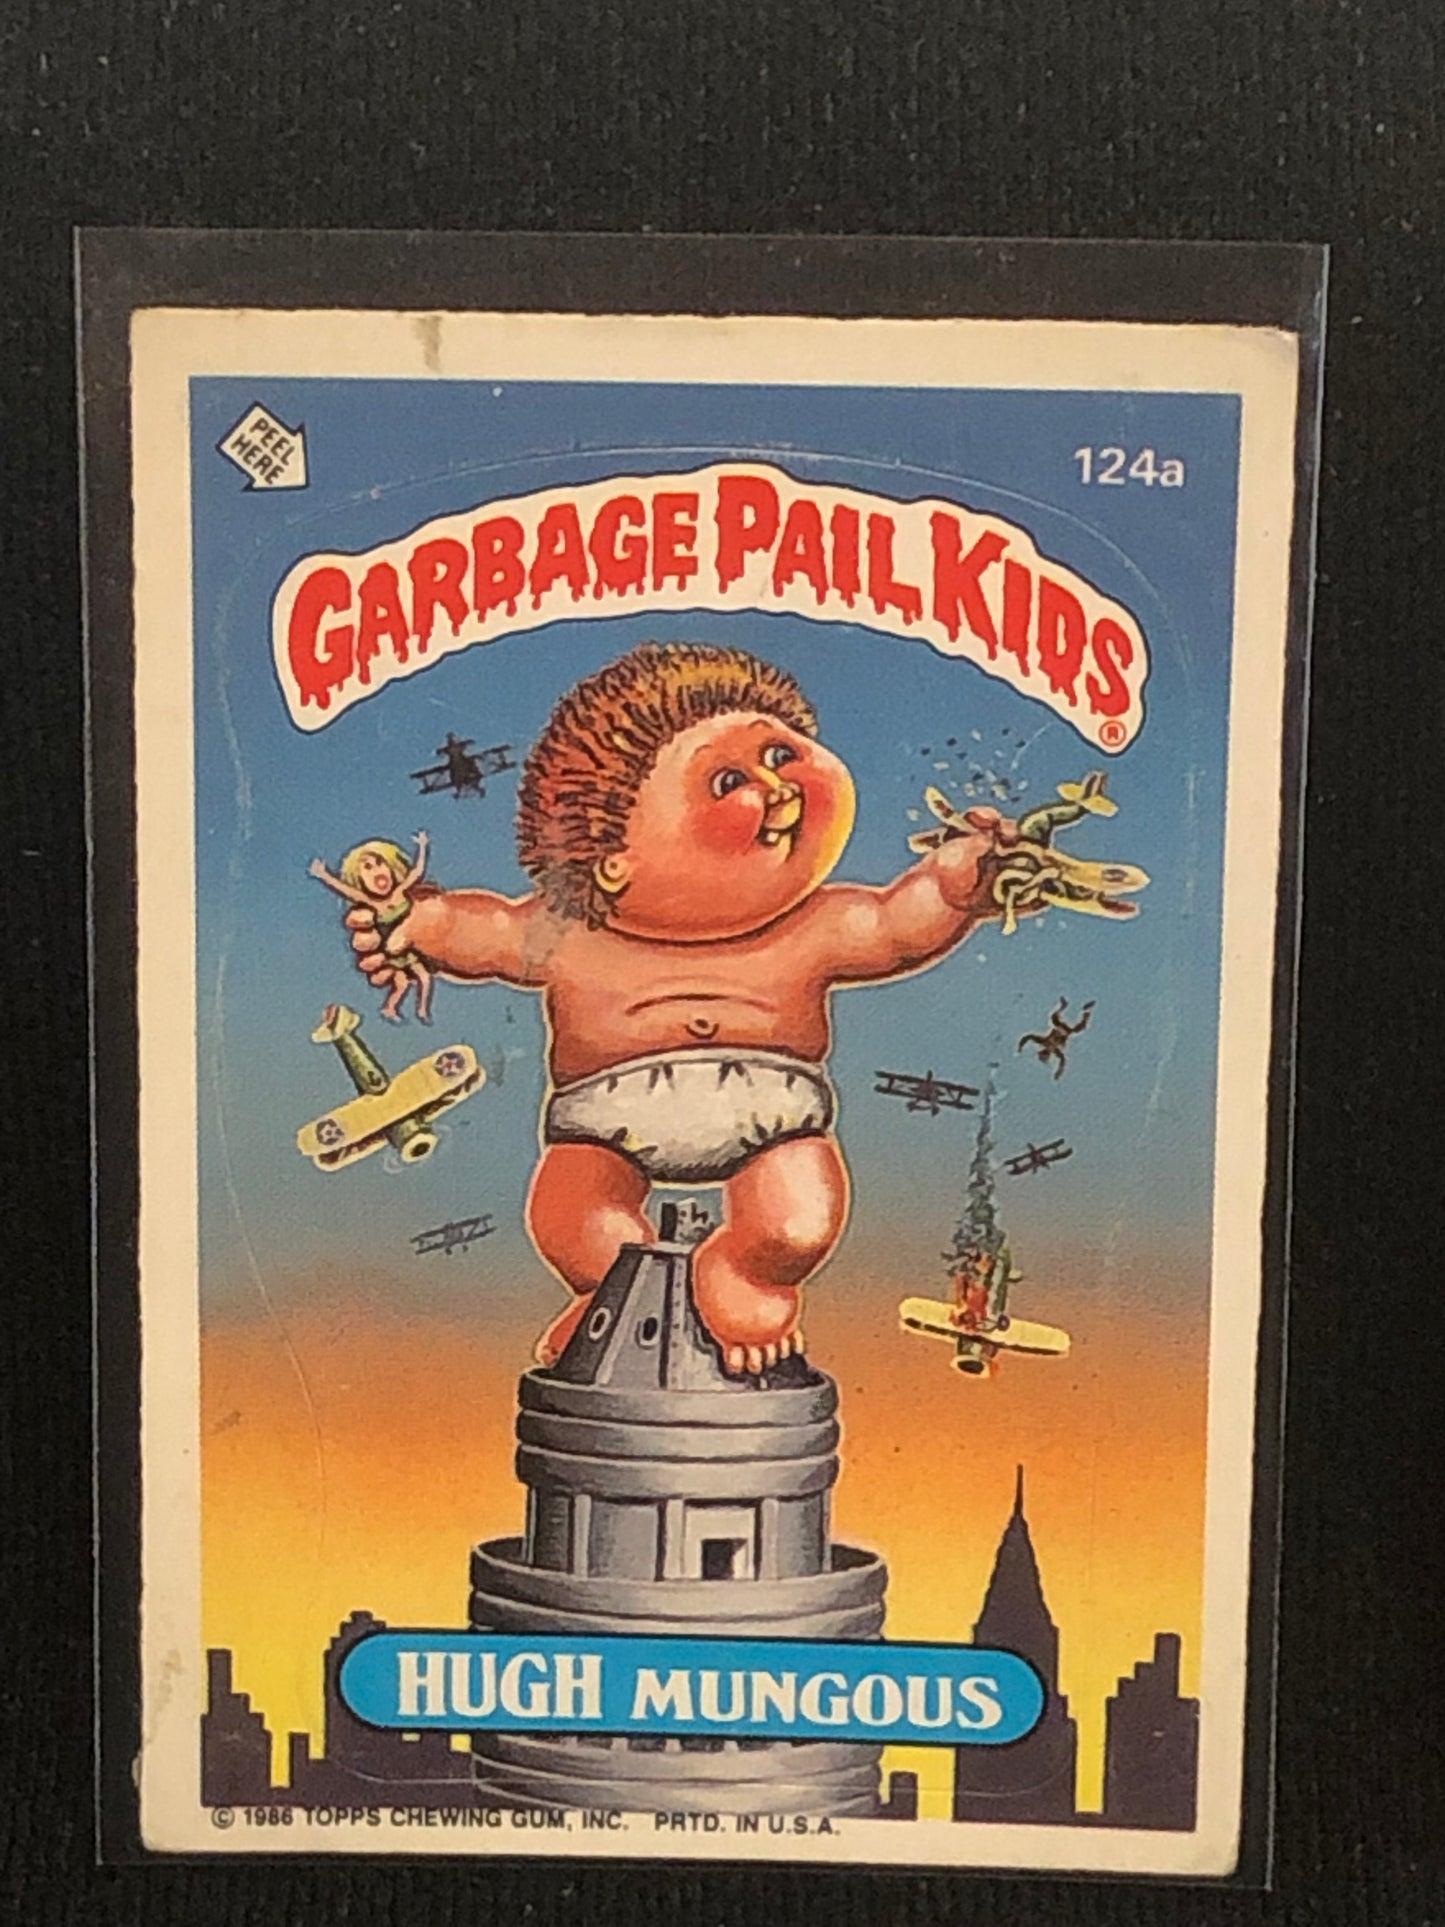 PEEL
HERE
124a
GARBAGE PAIL KIDS
®
HUGH MUNGOUS
© 1986 TOPPS CHEWING GUM, INC. PRTD. IN U.S.A.